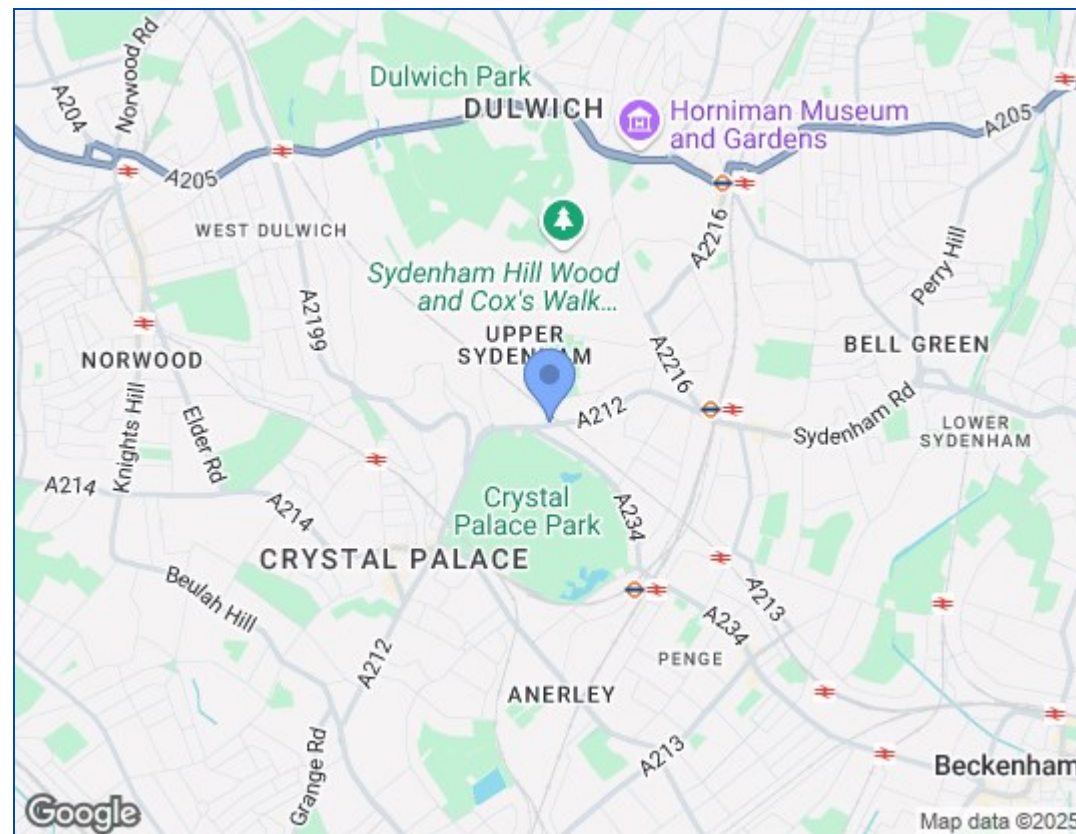 Norwood Rd
A204
Dulwich Park
DULWICH
Horniman Museum
and Gardens
A205
A205
WEST DULWICH
A2216
Perry Hill
Sydenham Hill Wood
and Cox's Walk...
A2199
UPPER
SYDENHAM
NORWOOD
A2216
BELL GREEN
Knights Hill
Elder Rd
A212
Sydenham Rd
LOWER
SYDENHAM
A214
A214
Crystal
Palace Park
A234
CRYSTAL PALACE
Beulah Hill
A213
A234
A212
PENGE
ANERLEY
Grange Rd
A213
Beckenham
Google
Map data ©2025